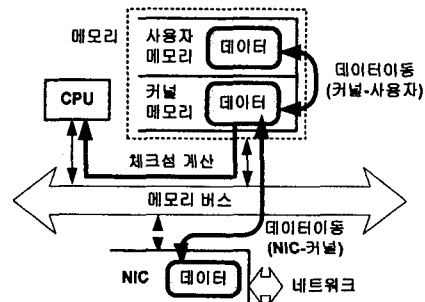 메모리
사용자
메모리
데이터
커널
메모리
데이터
데이터이동
(커널-사용자)
CPU
체크섬 계산
메모리 버스
데이터이동
(NIC-커널)
NIC
데이터
네트워크